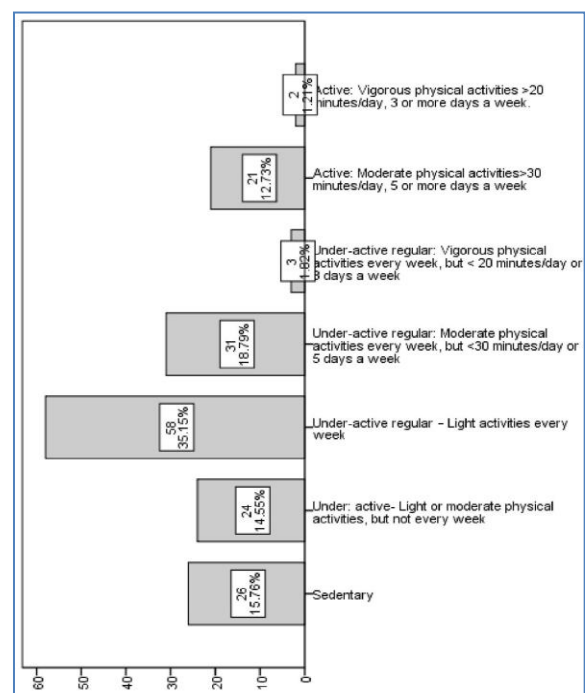 2
1.21%
Active: Vigorous physical activities >20
minutes/day, 3 or more days a week.
21
12.73%
Active: Moderate physical activities>30
minutes/day, 5 or more days a week
3
1.82%
Under-active regular: Vigorous physical
activities every week, but < 20 minutes/day or
3 days a week
31
18.79%
Under-active regular: Moderate physical
activities every week, but <30 minutes/day or
5 days a week
58
35.15%
Under-active regular – Light activities every
week
24
14.55%
Under: active- Light or moderate physical
activities, but not every week
26
15.76%
Sedentary
60
50
40
30
20
10
0